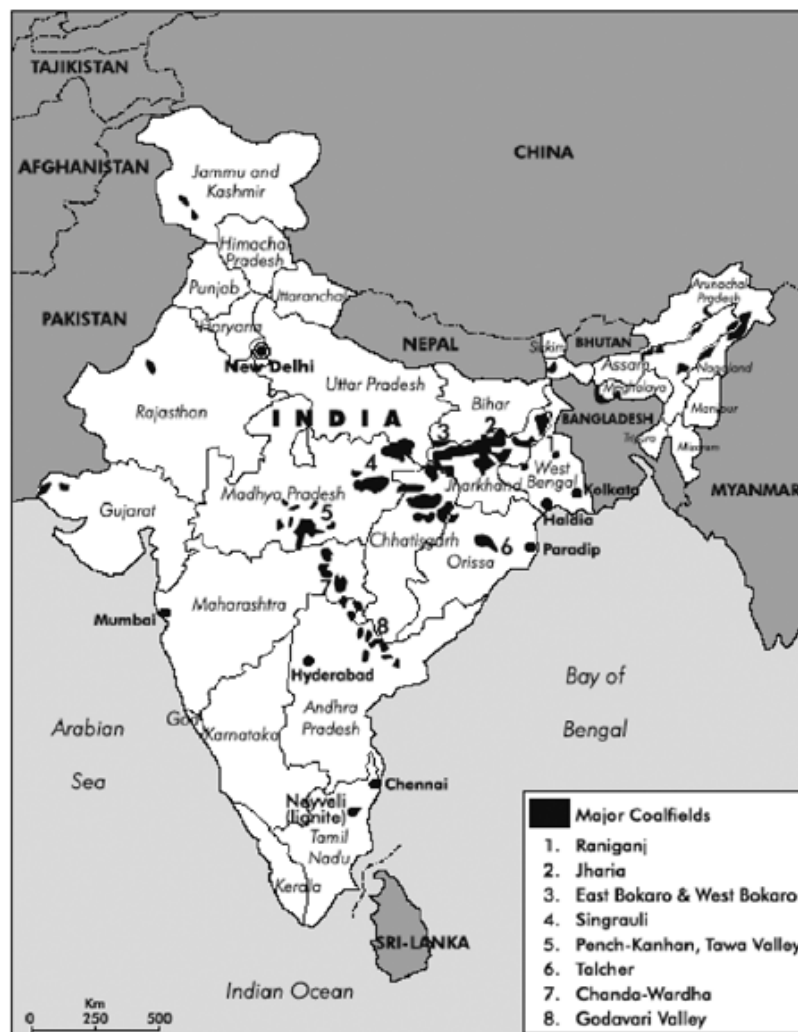 TAJIKISTAN
AFGHANISTAN
CHINA
Jammu and
Kashmir
Himachal
Pradesh
Punjab
Uttaranchal
PAKISTAN
Haryana
New Delhi
NEPAL
Sikkim
BHUTAN
Arunachal
Pradesh
Assam
Nagaland
Meghalaya
Manipur
BANGLADESH
Tripura
Mizoram
MYANMAR
Rajasthan
Uttar Pradesh
Bihar
INDIA
3
2
1
4
West
Bengal
Jharkhand
Kolkata
Haldia
Gujarat
Madhya Pradesh
5
Chhatisgarh
Orissa
6
Paradip
7
Maharashtra
Mumbai
8
Hyderabad
Bay of
Bengal
Arabian
Sea
Goa
Karnataka
Andhra
Pradesh
Chennai
Neyveli
(lignite)
Tamil
Nadu
Kerala
SRI-LANKA
Indian Ocean
Km
0 250 500
Major Coalfields
1. Raniganj
2. Jharia
3. East Bokaro & West Bokaro
4. Singrauli
5. Pench-Kanhan, Tawa Valley
6. Talcher
7. Chanda-Wardha
8. Godavari Valley